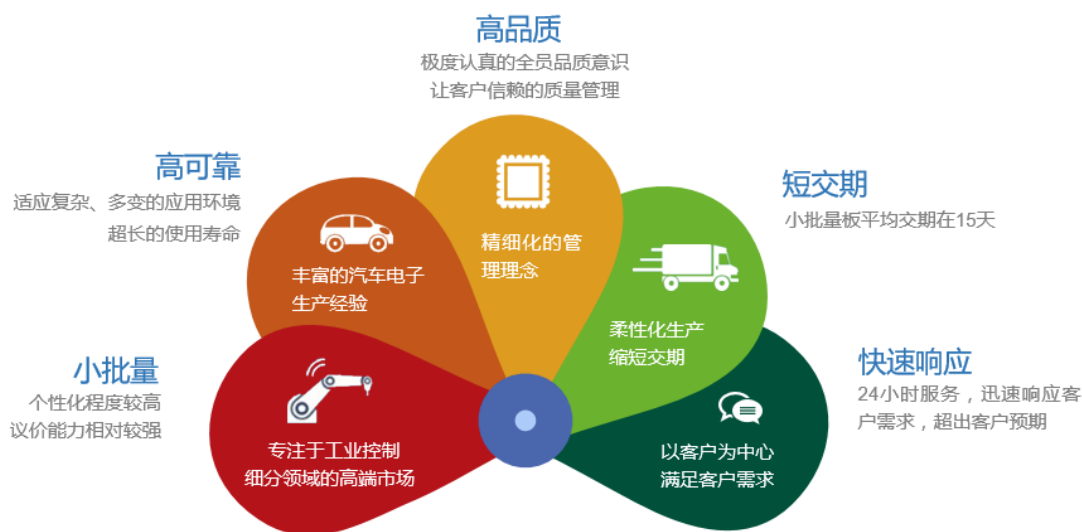 高品质
极度认真的全员品质意识
让客户信赖的质量管理
高可靠
适应复杂、多变的应用环境
超长的使用寿命
短交期
小批量板平均交期在15天
精细化的管
理理念
丰富的汽车电子
生产经验
柔性化生产
缩短交期
小批量
个性化程度较高
议价能力相对较强
快速响应
24小时服务，迅速响应客
户需求，超出客户预期
专注于工业控制
细分领域的高端市场
以客户为中心
满足客户需求